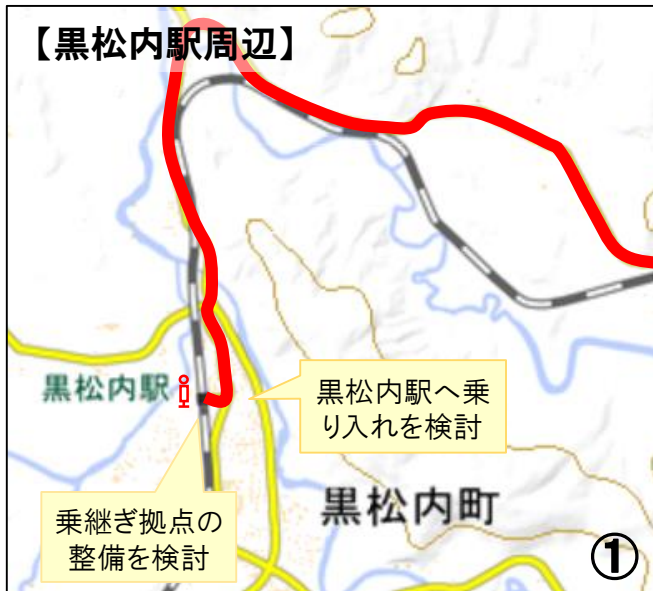 【黒松内駅周辺】
黒松内駅
黒松内駅へ乗
り入れを検討
乗継ぎ拠点の
整備を検討
黒松内町
①